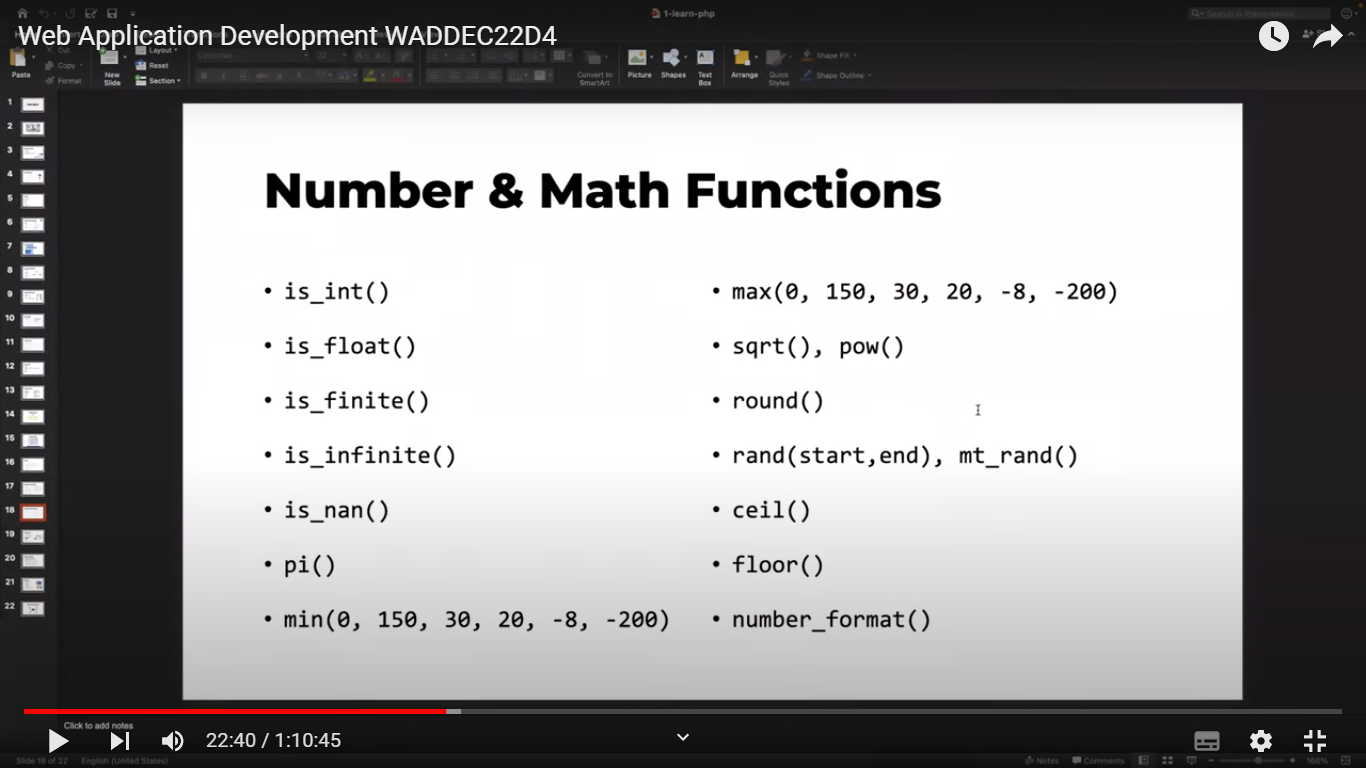 1-learn-php
Search in Presentation
Web Application Development WADDEC22D4
Cut
Copy
Format
Paste
New
Slide
Layout
Reset
Section
Convert to
SmartArt
Picture
Shapes
Text
Box
Arrange
Quick
Styles
Shape Fill
Shape Outline
1
2
3
4
5
6
7
8
9
10
11
12
13
14
15
16
17
18
19
20
21
22
Number & Math Functions
• is_int()
• is_float()
• is_finite()
• is_infinite()
• is_nan()
• pi()
• min(0, 150, 30, 20, -8, -200)
• max(0, 150, 30, 20, -8, -200)
• sqrt(), pow()
• round()
• rand(start,end), mt_rand()
• ceil()
• floor()
• number_format()
Click to add notes
22:40 / 1:10:45
Slide 18 of 22
English (United States)
Notes
Comments
166%